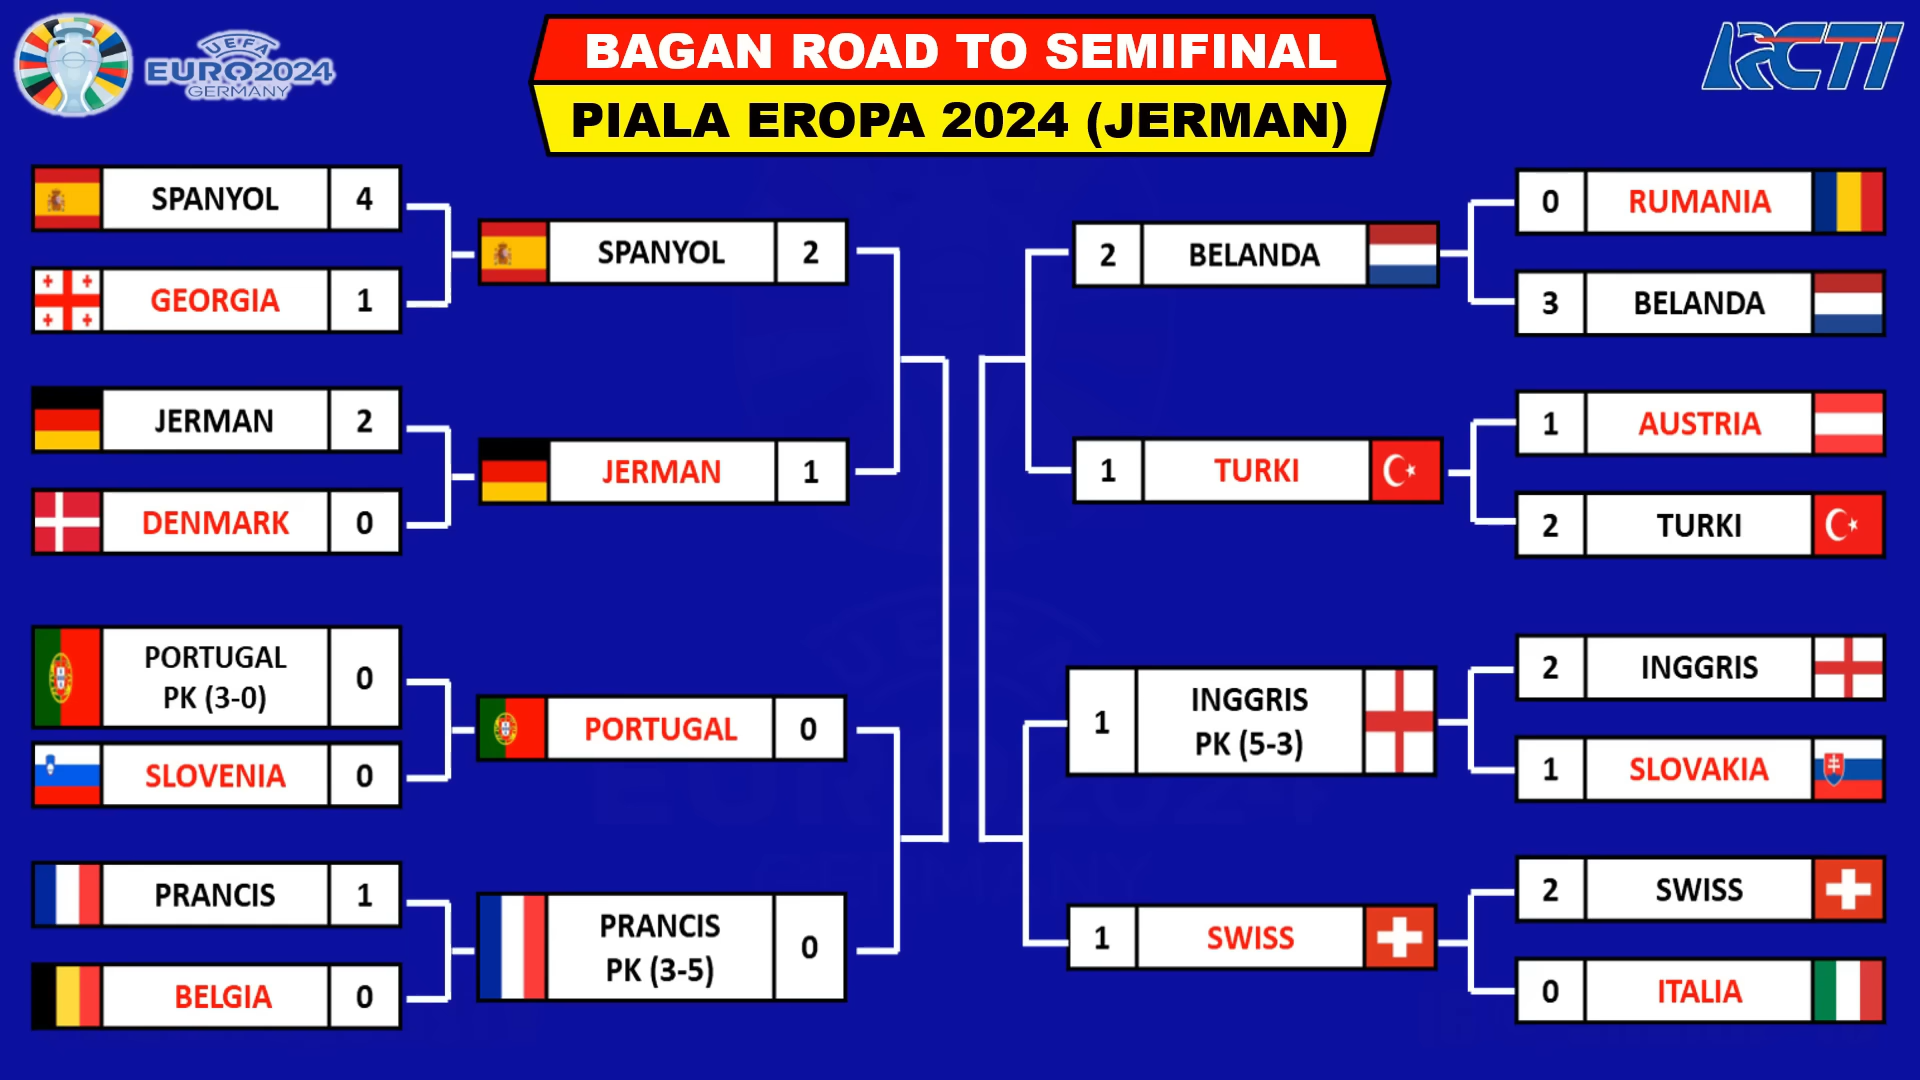 UEFA
EURO2024
GERMANY
BAGAN ROAD TO SEMIFINAL
PIALA EROPA 2024 (JERMAN)
RCTI
SPANYOL 4
GEORGIA 1
JERMAN 2
DENMARK 0
PORTUGAL
PK (3-0)
0
SLOVENIA 0
PRANCIS 1
BELGIA 0
SPANYOL 2
JERMAN 1
PORTUGAL 0
PRANCIS
PK (3-5)
0
2 BELANDA
1 TURKI
1
INGGRIS
PK (5-3)
1 SWISS
0 RUMANIA
3 BELANDA
1 AUSTRIA
2 TURKI
2 INGGRIS
1 SLOVAKIA
2 SWISS
0 ITALIA
UEFA
EURO2024
GERMANY